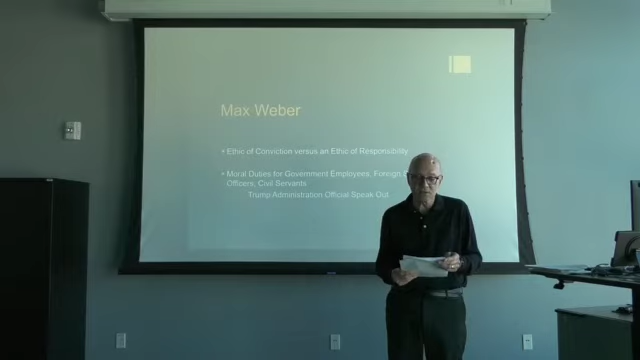 Max Weber
• Ethic of Conviction versus an Ethic of Responsibility
• Moral Duties for Government Employees, Foreign
Officers, Civil Servants
Trump Administration Official Speak Out